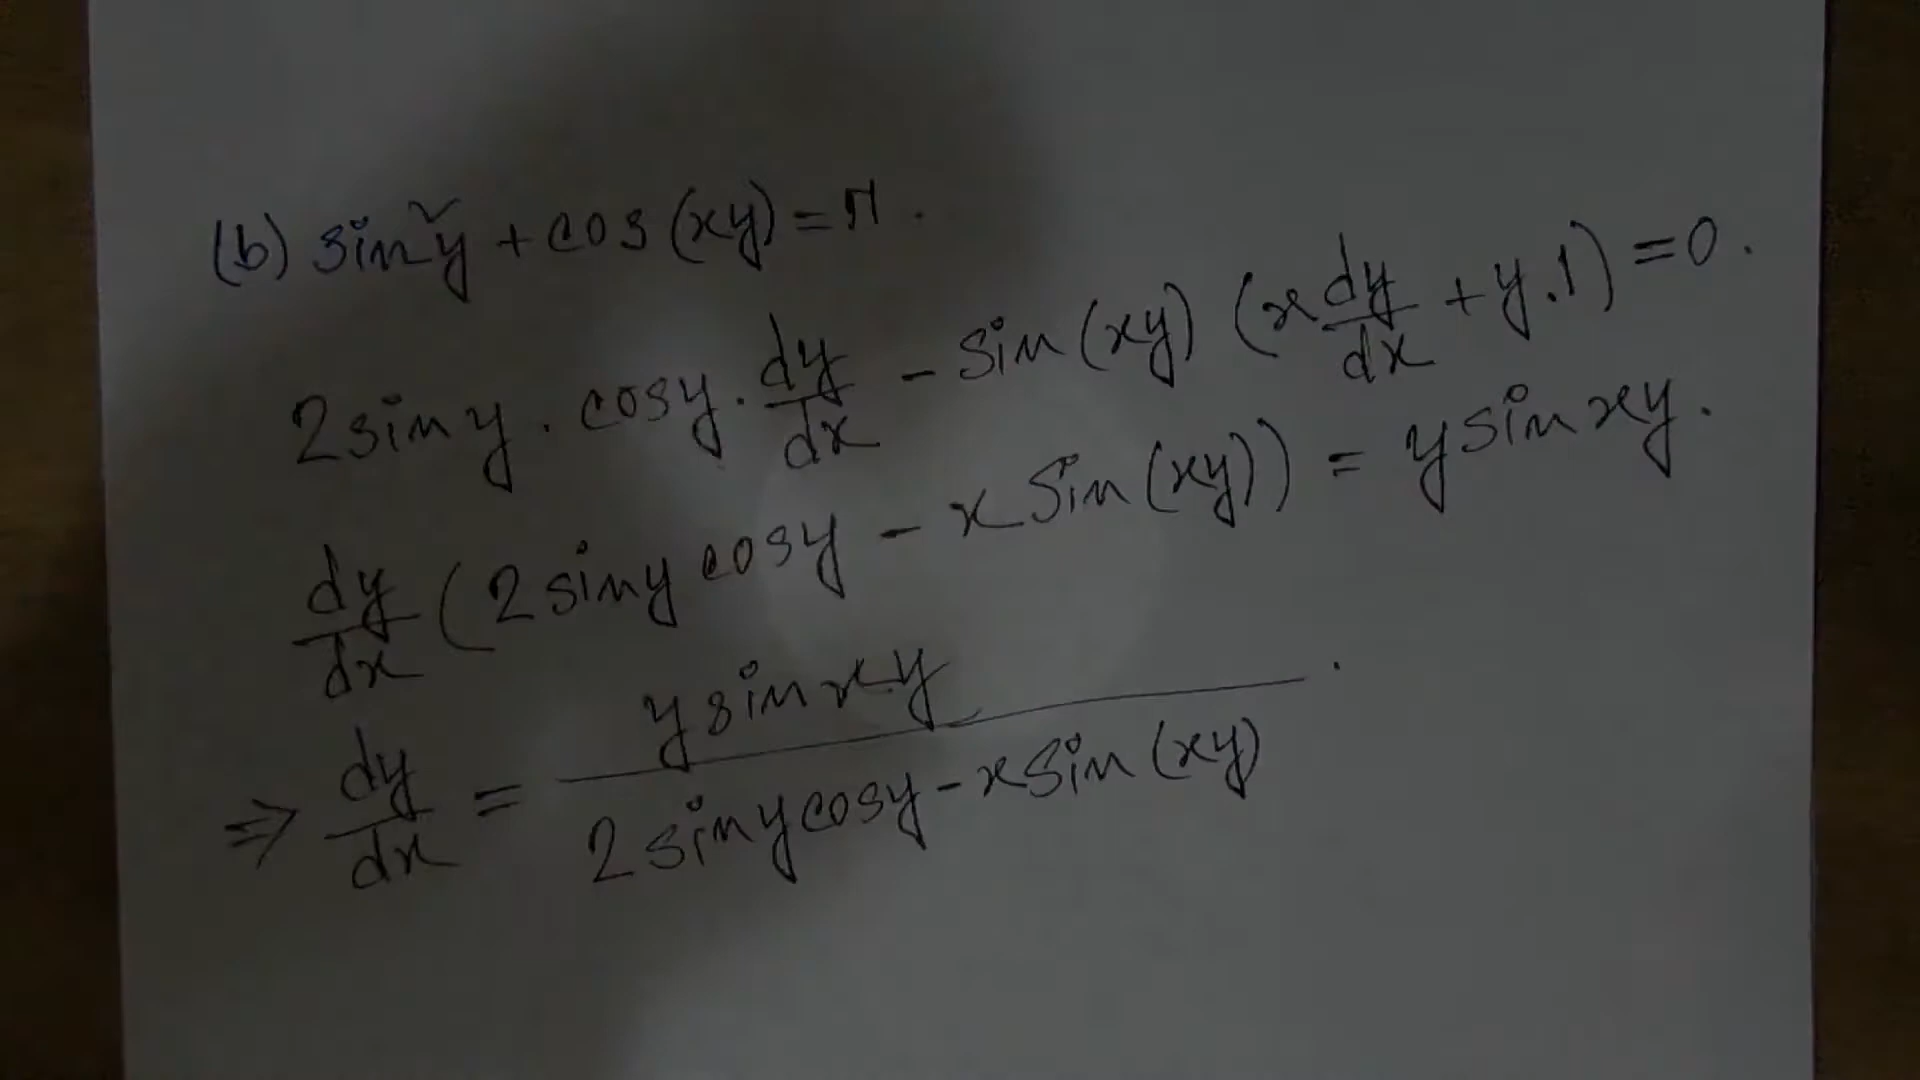 (b) sin²y + cos (xy) = π.
2 sin y . cos y . dy/dx - sin (xy) (x dy/dx + y.1) = 0.
dy/dx (2 sin y cos y - x sin (xy)) = y sin xy.
⇒ dy/dx = y sin xy / 2 sin y cos y - x sin (xy) .